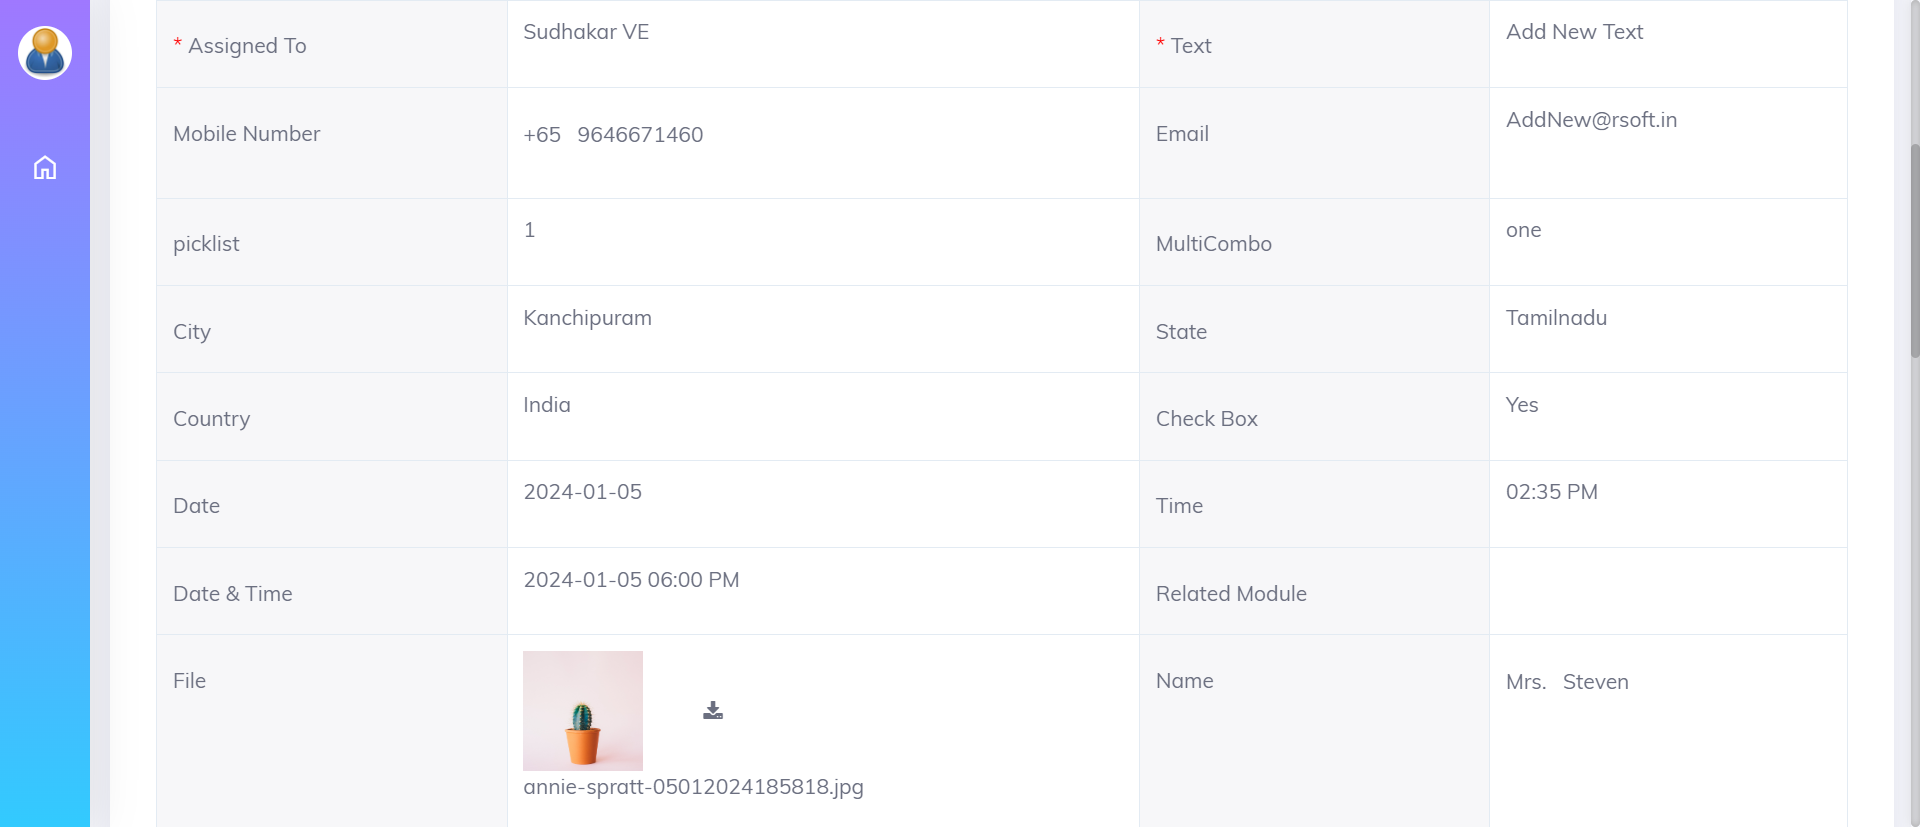 * Assigned To
Sudhakar VE
* Text
Add New Text
Mobile Number
+65 9646671460
Email
AddNew@rsoft.in
picklist
1
MultiCombo
one
City
Kanchipuram
State
Tamilnadu
Country
India
Check Box
Yes
Date
2024-01-05
Time
02:35 PM
Date & Time
2024-01-05 06:00 PM
Related Module
File
annie-spratt-05012024185818.jpg
Name
Mrs. Steven